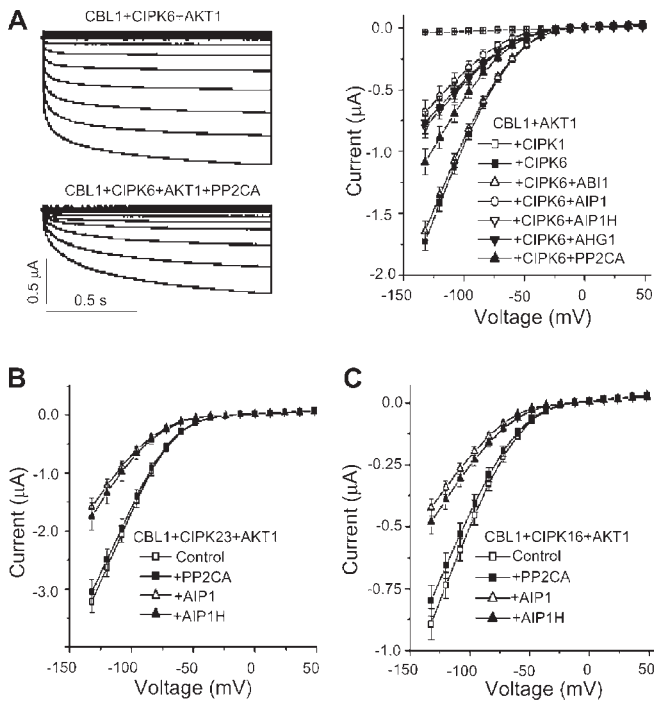 A
CBL1+CIPK6+AKT1
CBL1+CIPK6+AKT1+PP2CA
0.5 µA
0.5 s
0.0
-0.5
-1.0
-1.5
-2.0
Current (µA)
CBL1+AKT1
+CIPK1
+CIPK6
+CIPK6+ABI1
+CIPK6+AIP1
+CIPK6+AIP1H
+CIPK6+AHG1
+CIPK6+PP2CA
-150 -100 -50 0 50
Voltage (mV)
B
0.0
-1.0
-2.0
-3.0
Current (µA)
CBL1+CIPK23+AKT1
Control
+PP2CA
+AIP1
+AIP1H
-150 -100 -50 0 50
Voltage (mV)
C
0.0
-0.25
-0.5
-0.75
-1.0
Current (µA)
CBL1+CIPK16+AKT1
Control
+PP2CA
+AIP1
+AIP1H
-150 -100 -50 0 50
Voltage (mV)